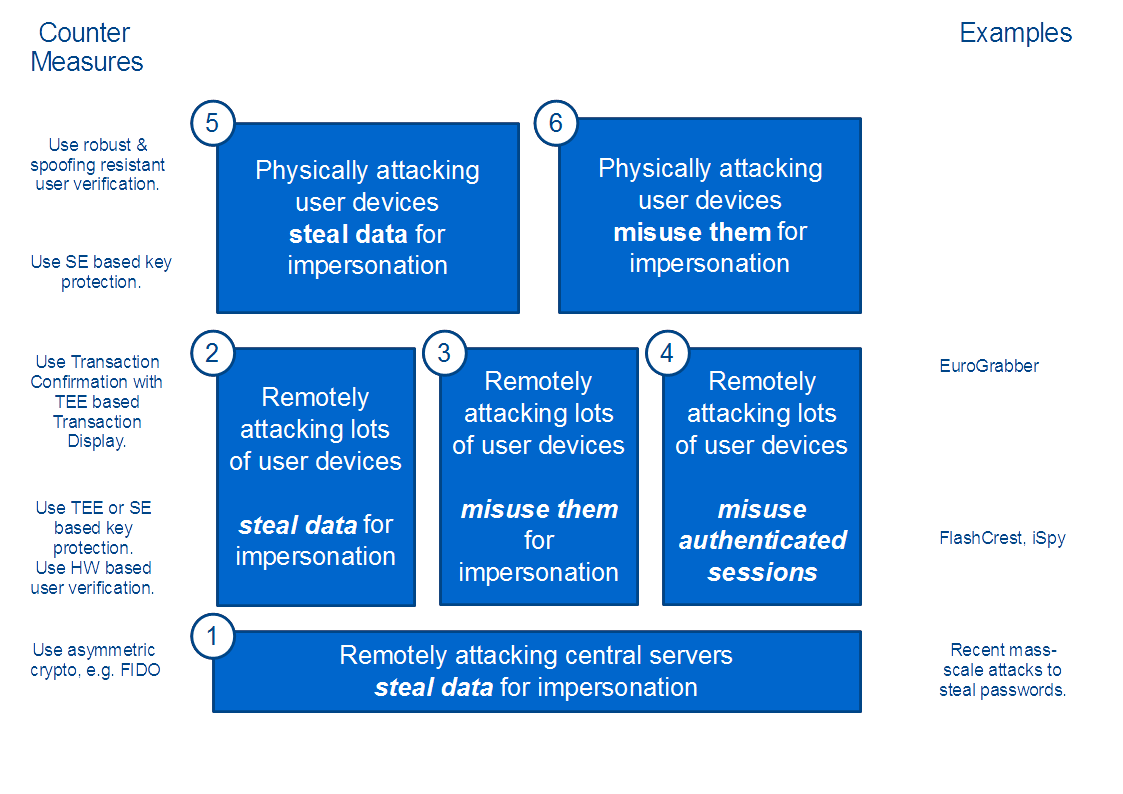 Counter
Measures
Examples
Use robust &
spoofing resistant
user verification.
Use SE based key
protection.
5
Physically attacking
user devices
steal data for
impersonation
6
Physically attacking
user devices
misuse them for
impersonation
Use Transaction
Confirmation with
TEE based
Transaction
Display.
Use TEE or SE
based key
protection.
Use HW based
user verification.
2
Remotely
attacking lots
of user devices
steal data for
impersonation
3
Remotely
attacking lots
of user devices
misuse them
for
impersonation
4
Remotely
attacking lots
of user devices
misuse
authenticated
sessions
EuroGrabber
FlashCrest, iSpy
Use asymmetric
crypto, e.g. FIDO
1
Remotely attacking central servers
steal data for impersonation
Recent mass-
scale attacks to
steal passwords.